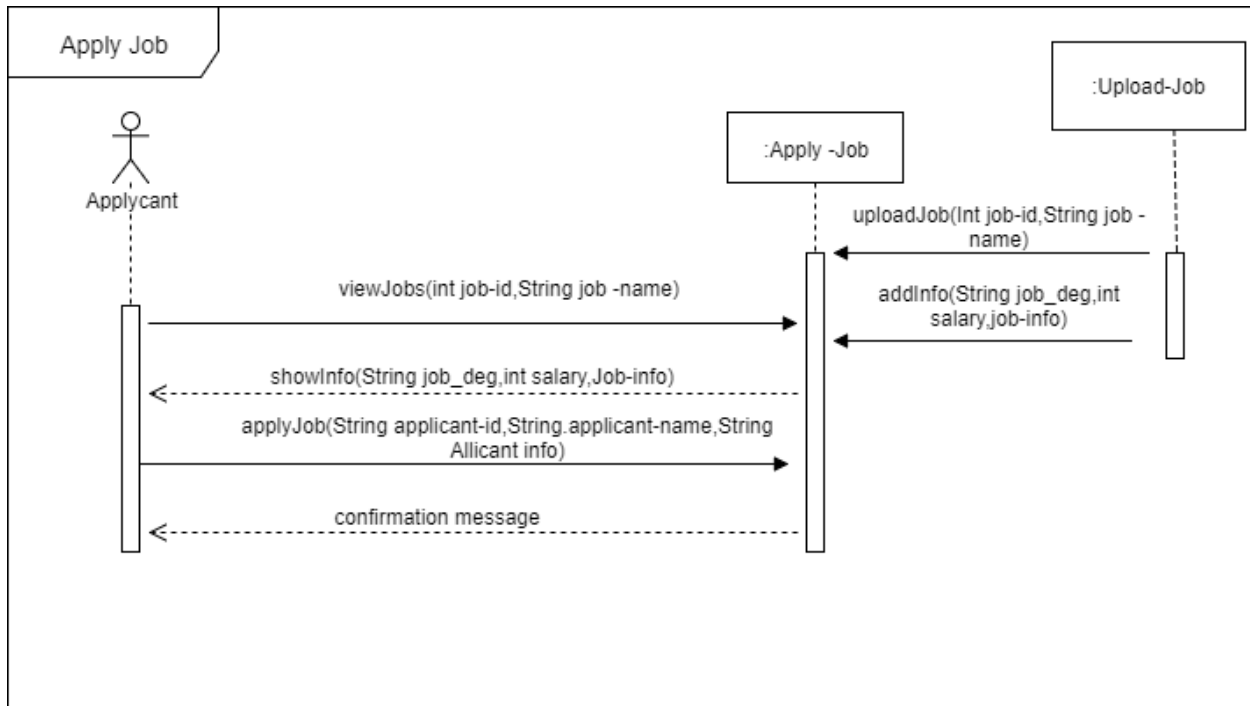 Apply Job
:Upload-Job
:Apply -Job
Applycant
uploadJob(Int job-id,String job -
name)
viewJobs(int job-id,String job -name)
addInfo(String job_deg,int
salary,job-info)
showInfo(String job_deg,int salary,Job-info)
applyJob(String applicant-id,String.applicant-name,String
Allicant info)
confirmation message